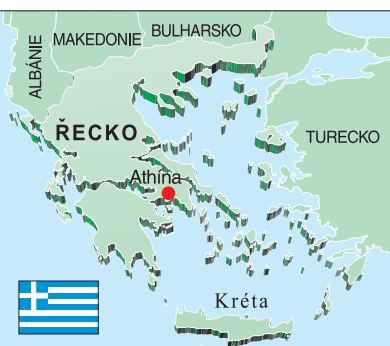 BULHARSKO
MAKEDONIE
ALBÁNIE
ŘECKO
TURECKO
Athína
Kréta